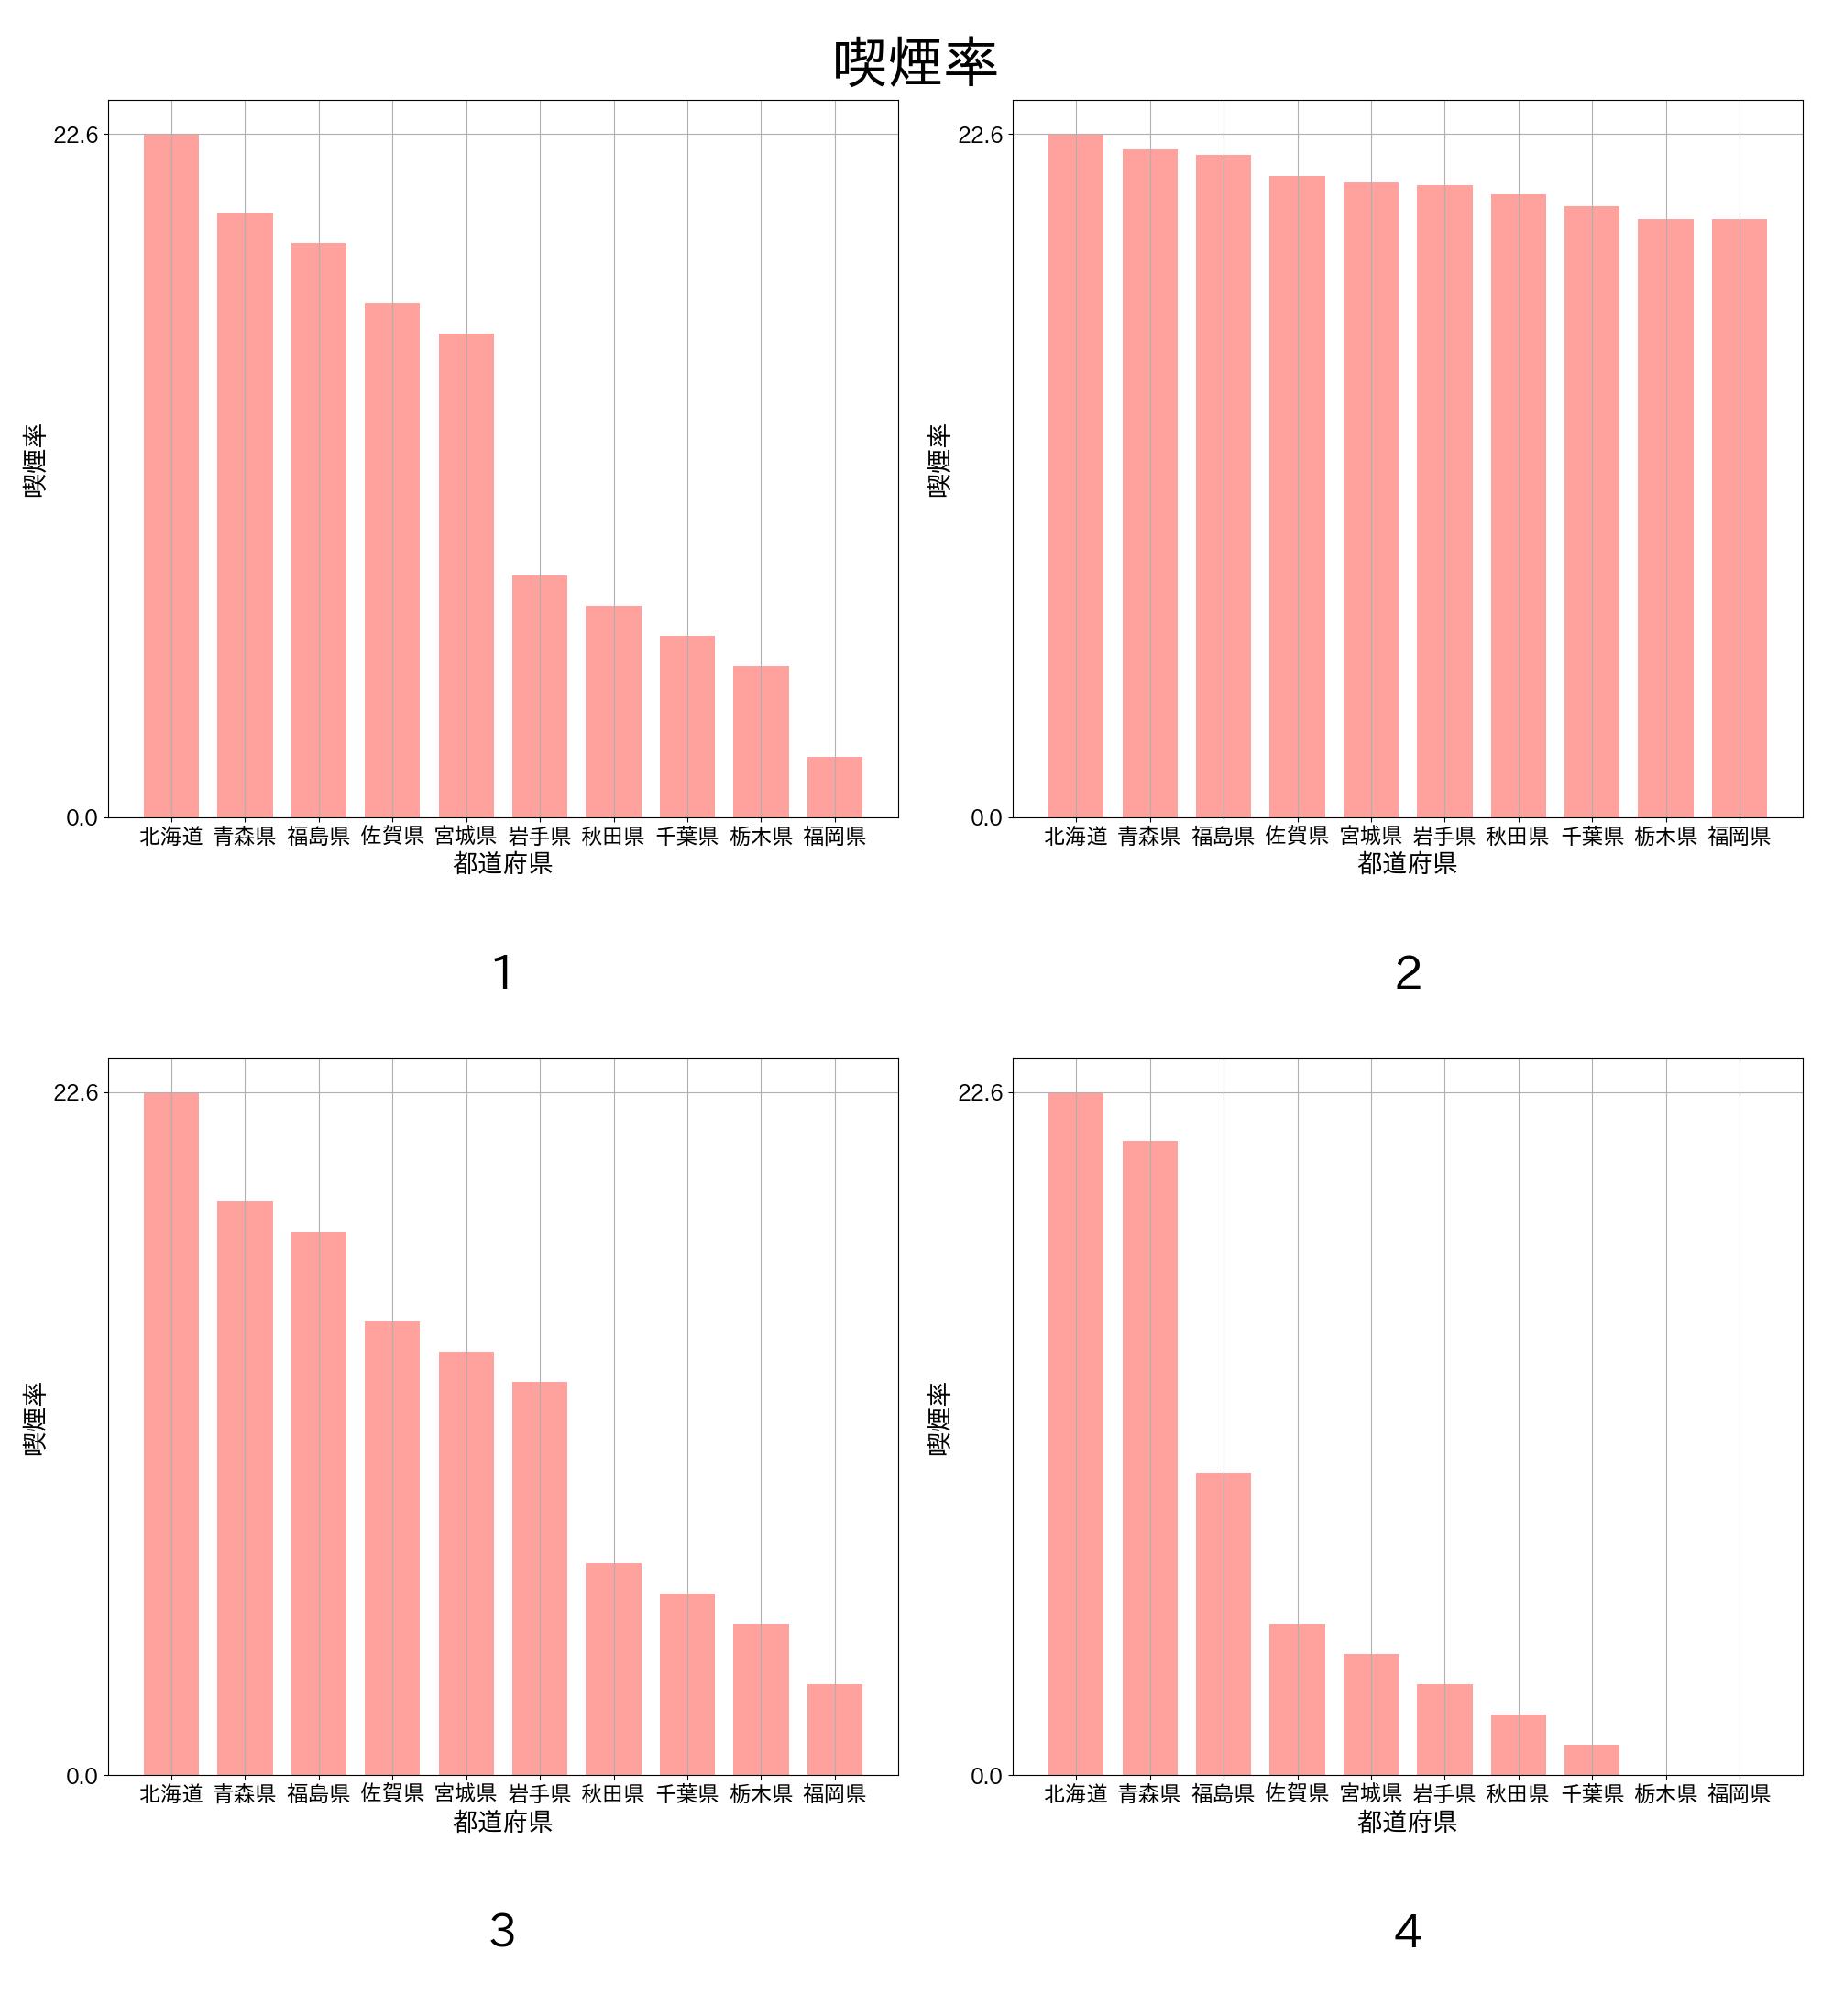 喫煙率
22.6
0.0
喫煙率
北海道 青森県 福島県 佐賀県 宮城県 岩手県 秋田県 千葉県 栃木県 福岡県
都道府県
1
22.6
0.0
喫煙率
北海道 青森県 福島県 佐賀県 宮城県 岩手県 秋田県 千葉県 栃木県 福岡県
都道府県
2
22.6
0.0
喫煙率
北海道 青森県 福島県 佐賀県 宮城県 岩手県 秋田県 千葉県 栃木県 福岡県
都道府県
3
22.6
0.0
喫煙率
北海道 青森県 福島県 佐賀県 宮城県 岩手県 秋田県 千葉県 栃木県 福岡県
都道府県
4